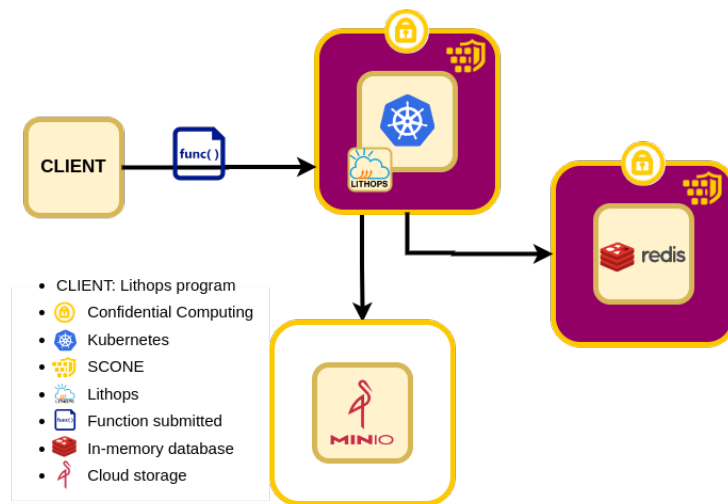 CLIENT
func( )
LITHOPS
redis
MINIO
CLIENT: Lithops program
Confidential Computing
Kubernetes
SCONE
Lithops
Function submitted
func( )
In-memory database
Cloud storage